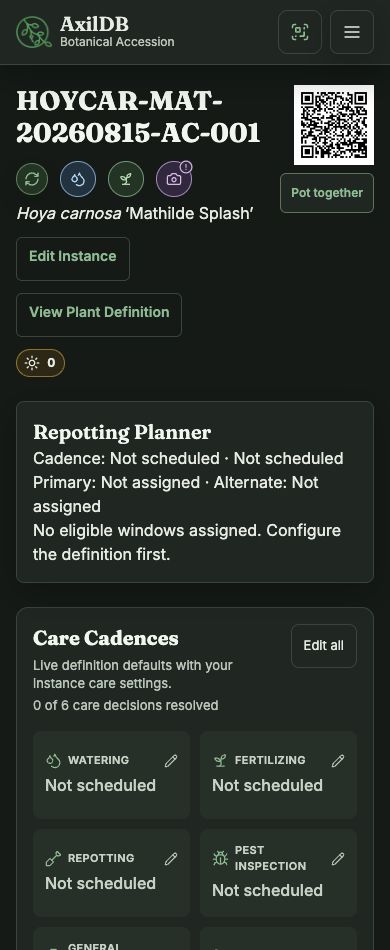 AxilDB
Botanical Accession
HOYCAR-MAT-
20260815-AC-001
Pot together
Hoya carnosa ‘Mathilde Splash’
Edit Instance
View Plant Definition
0
Repotting Planner
Cadence: Not scheduled · Not scheduled
Primary: Not assigned · Alternate: Not
assigned
No eligible windows assigned. Configure
the definition first.
Care Cadences
Edit all
Live definition defaults with your
instance care settings.
0 of 6 care decisions resolved
WATERING
Not scheduled
FERTILIZING
Not scheduled
REPOTTING
Not scheduled
PEST
INSPECTION
Not scheduled
GENERAL